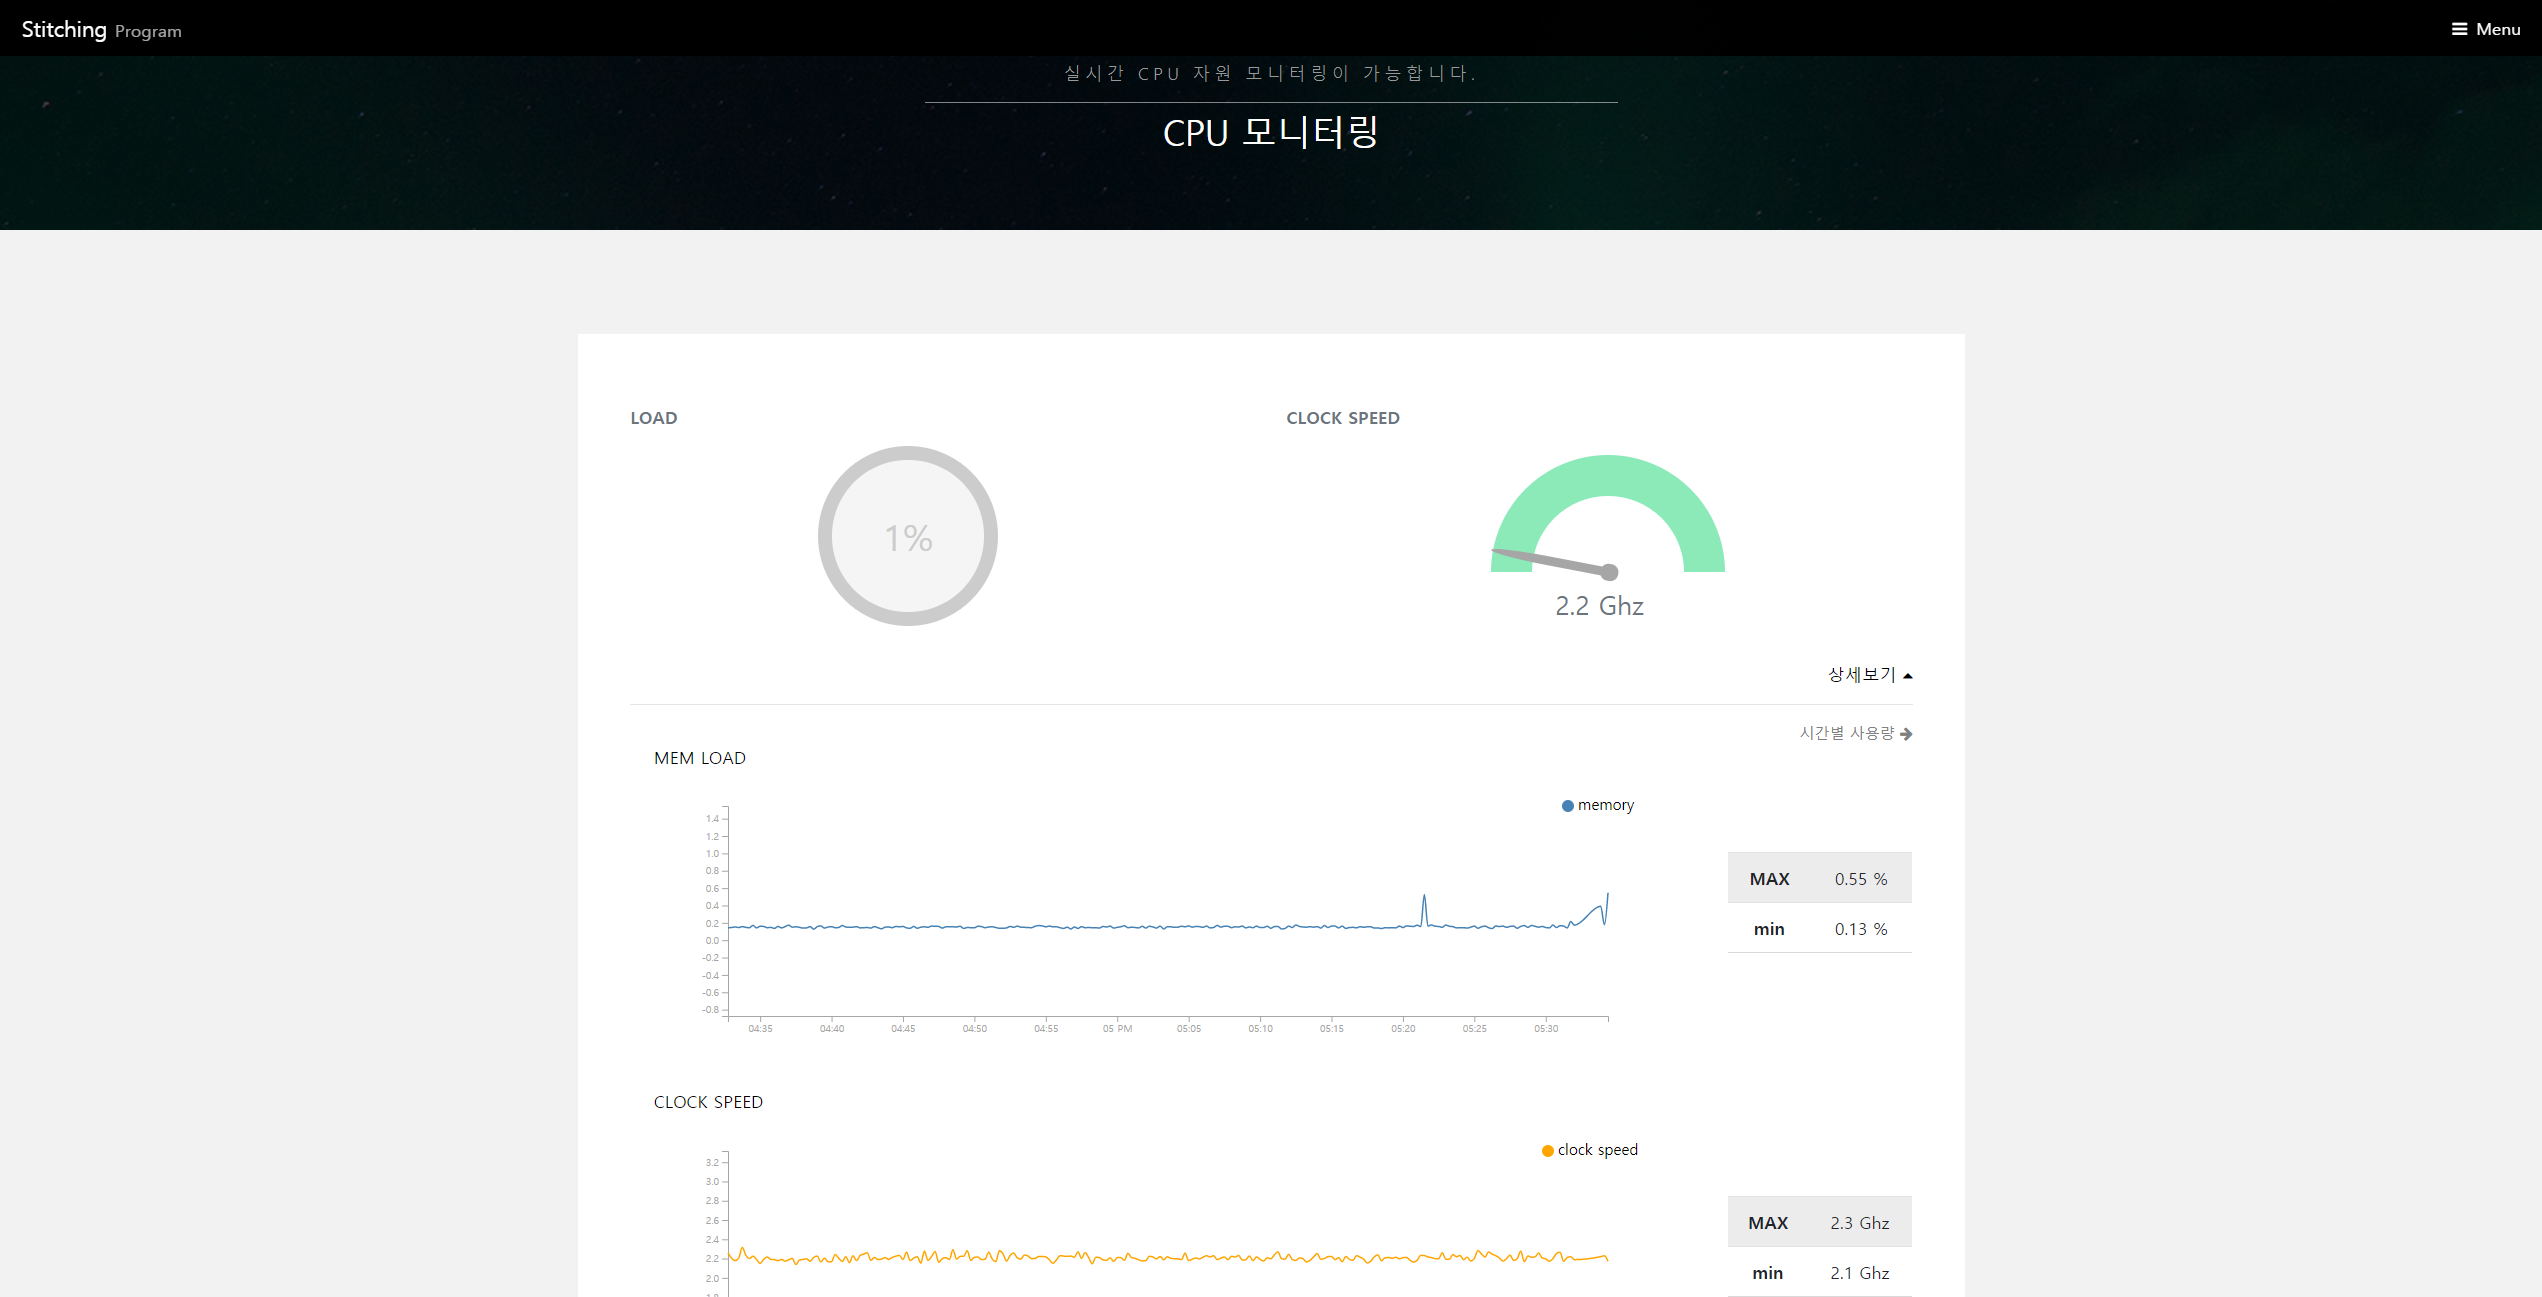 Stitching Program
Menu
실시간 CPU 자원 모니터링이 가능합니다.
CPU 모니터링
LOAD
CLOCK SPEED
1%
2.2 Ghz
상세보기
시간별 사용량
MEM LOAD
memory
1.4
1.2
1.0
0.8
0.6
0.4
0.2
0.0
-0.2
-0.4
-0.6
-0.8
04:35 04:40 04:45 04:50 04:55 05 PM 05:05 05:10 05:15 05:20 05:25 05:30
MAX 0.55 %
min 0.13 %
CLOCK SPEED
clock speed
3.2
3.0
2.8
2.6
2.4
2.2
2.0
MAX 2.3 Ghz
min 2.1 Ghz